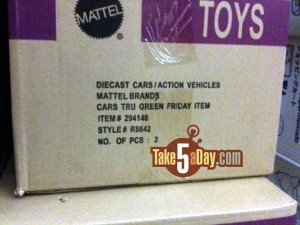 MATTEL
®
TOYS
DIECAST CARS/ACTION VEHICLES
MATTEL BRANDS
CARS TRU GREEN FRIDAY ITEM
ITEM # 294146
STYLE # R8642
NO. OF PCS : 2
Take5aDay.com